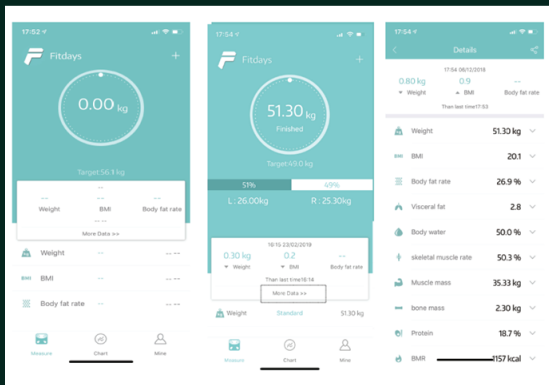 17:52
Fitdays
+
0.00 kg
Target:56.1 kg
--
-- -- --
Weight BMI Body fat rate
-- --
More Data >>
Weight -- -- --
BMI -- -- --
Body fat rate -- -- --
Measure Chart Mine
17:54
Fitdays
+
51.30 kg
Finished
Target:49.0 kg
51% 49%
L : 26.00kg R : 25.30kg
16:15 23/02/2019
0.30 kg 0.2 --
Weight BMI Body fat rate
Than last time16:14
More Data >>
Weight Standard 51.30 kg
Measure Chart Mine
17:54
Details
17:54 08/12/2018
0.80 kg 0.9 --
Weight BMI Body fat rate
Than last time17:53
Weight 51.30 kg
BMI BMI 20.1
Body fat rate 26.9 %
Visceral fat 2.8
Body water 50.0 %
skeletal muscle rate 50.3 %
Muscle mass 35.33 kg
bone mass 2.30 kg
Protein 18.7 %
BMR 1157 kcal